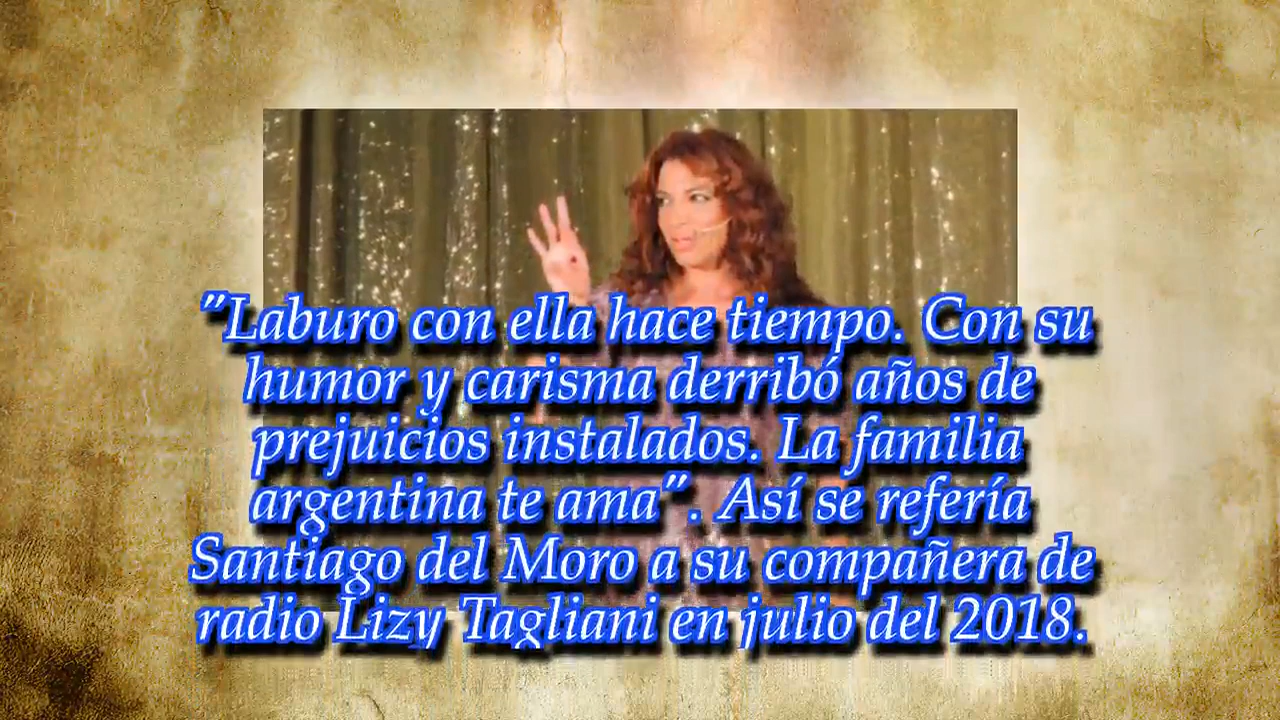 "Laburo con ella hace tiempo. Con su
humor y carisma derribó años de
prejuicios instalados. La familia
argentina te ama". Así se refería
Santiago del Moro a su compañera de
radio Lizy Tagliani en julio del 2018.